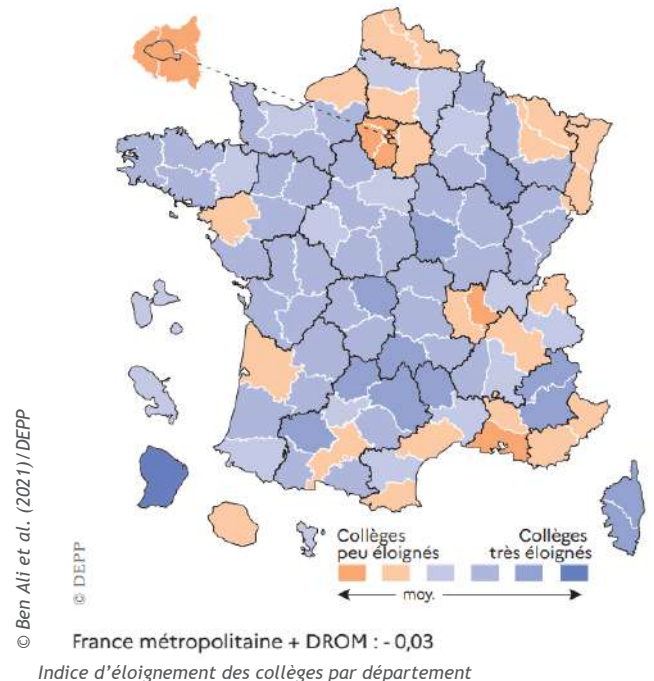 © Ben Ali et al. (2021)/DEPP
© DEPP
Collèges
peu éloignés
Collèges
très éloignés
moy.
France métropolitaine + DROM : - 0,03
Indice d’éloignement des collèges par département